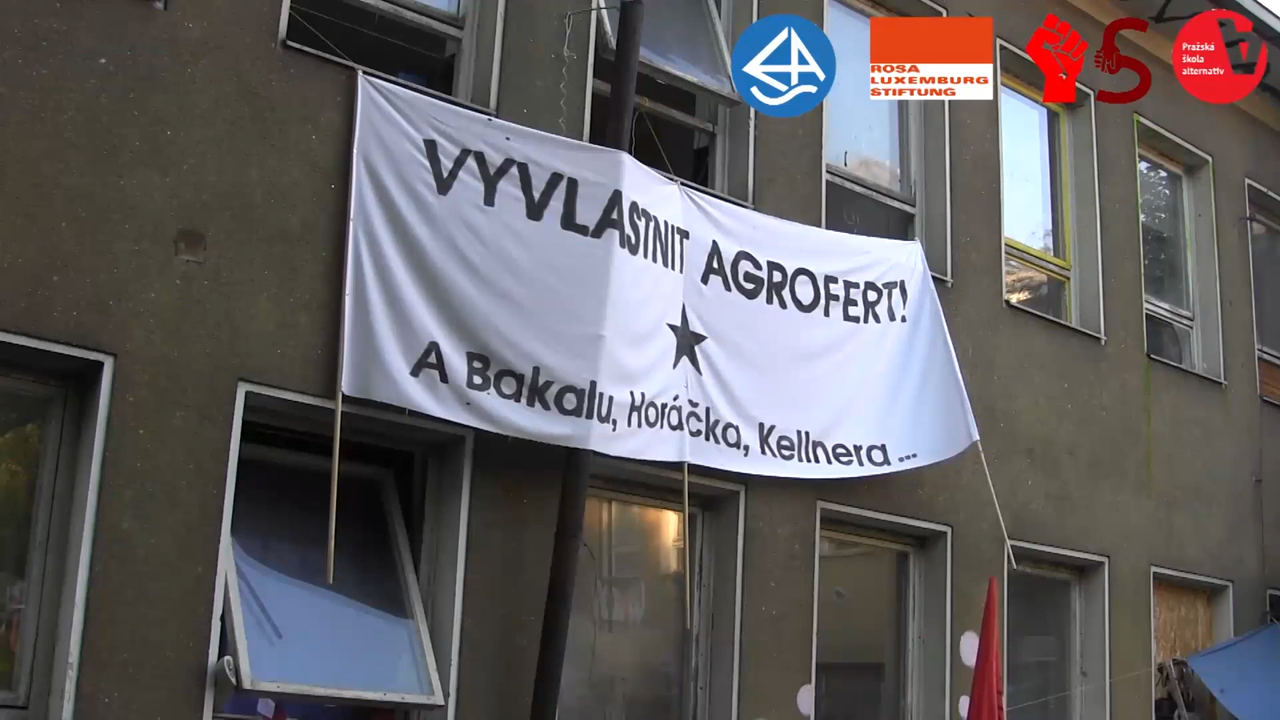 ROSA
LUXEMBURG
STIFTUNG
S
Pražská
škola
alternativ
VYVLASTNIT AGROFERT!
A Bakalu, Horáčka, Kellnera ...